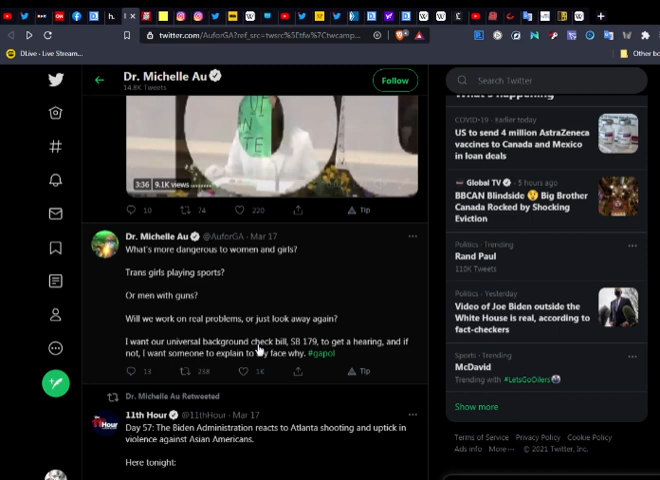 DLive - Live Stream...
twitter.com/AuforGA?ref_src=twsrc%5Etfw%7Ctwcamp...
Other bo
Dr. Michelle Au
14.8K Tweets
Follow
Search Twitter
3:36 | 9.1K views
10 74 220 Tip
Dr. Michelle Au @AuforGA · Mar 17
What's more dangerous to women and girls?
Trans girls playing sports?
Or men with guns?
Will we work on real problems, or just look away again?
I want our universal background check bill, SB 179, to get a hearing, and if
not, I want someone to explain to my face why. #gapol
13 238 1K Tip
Dr. Michelle Au Retweeted
11th Hour @11thHour · Mar 17
Day 57: The Biden Administration reacts to Atlanta shooting and uptick in
violence against Asian Americans.
Here tonight:
What's happening
COVID-19 · Earlier today
US to send 4 million AstraZeneca
vaccines to Canada and Mexico
in loan deals
Global TV · 5 hours ago
BBCAN Blindside 😲 Big Brother
Canada Rocked by Shocking
Eviction
Politics · Trending
Rand Paul
110K Tweets
Politics · Yesterday
Video of Joe Biden outside the
White House is real, according to
fact-checkers
Sports · Trending
McDavid
Trending with #LetsGoOilers
Show more
Terms of Service Privacy Policy Cookie Policy
Ads info More ··· © 2021 Twitter, Inc.